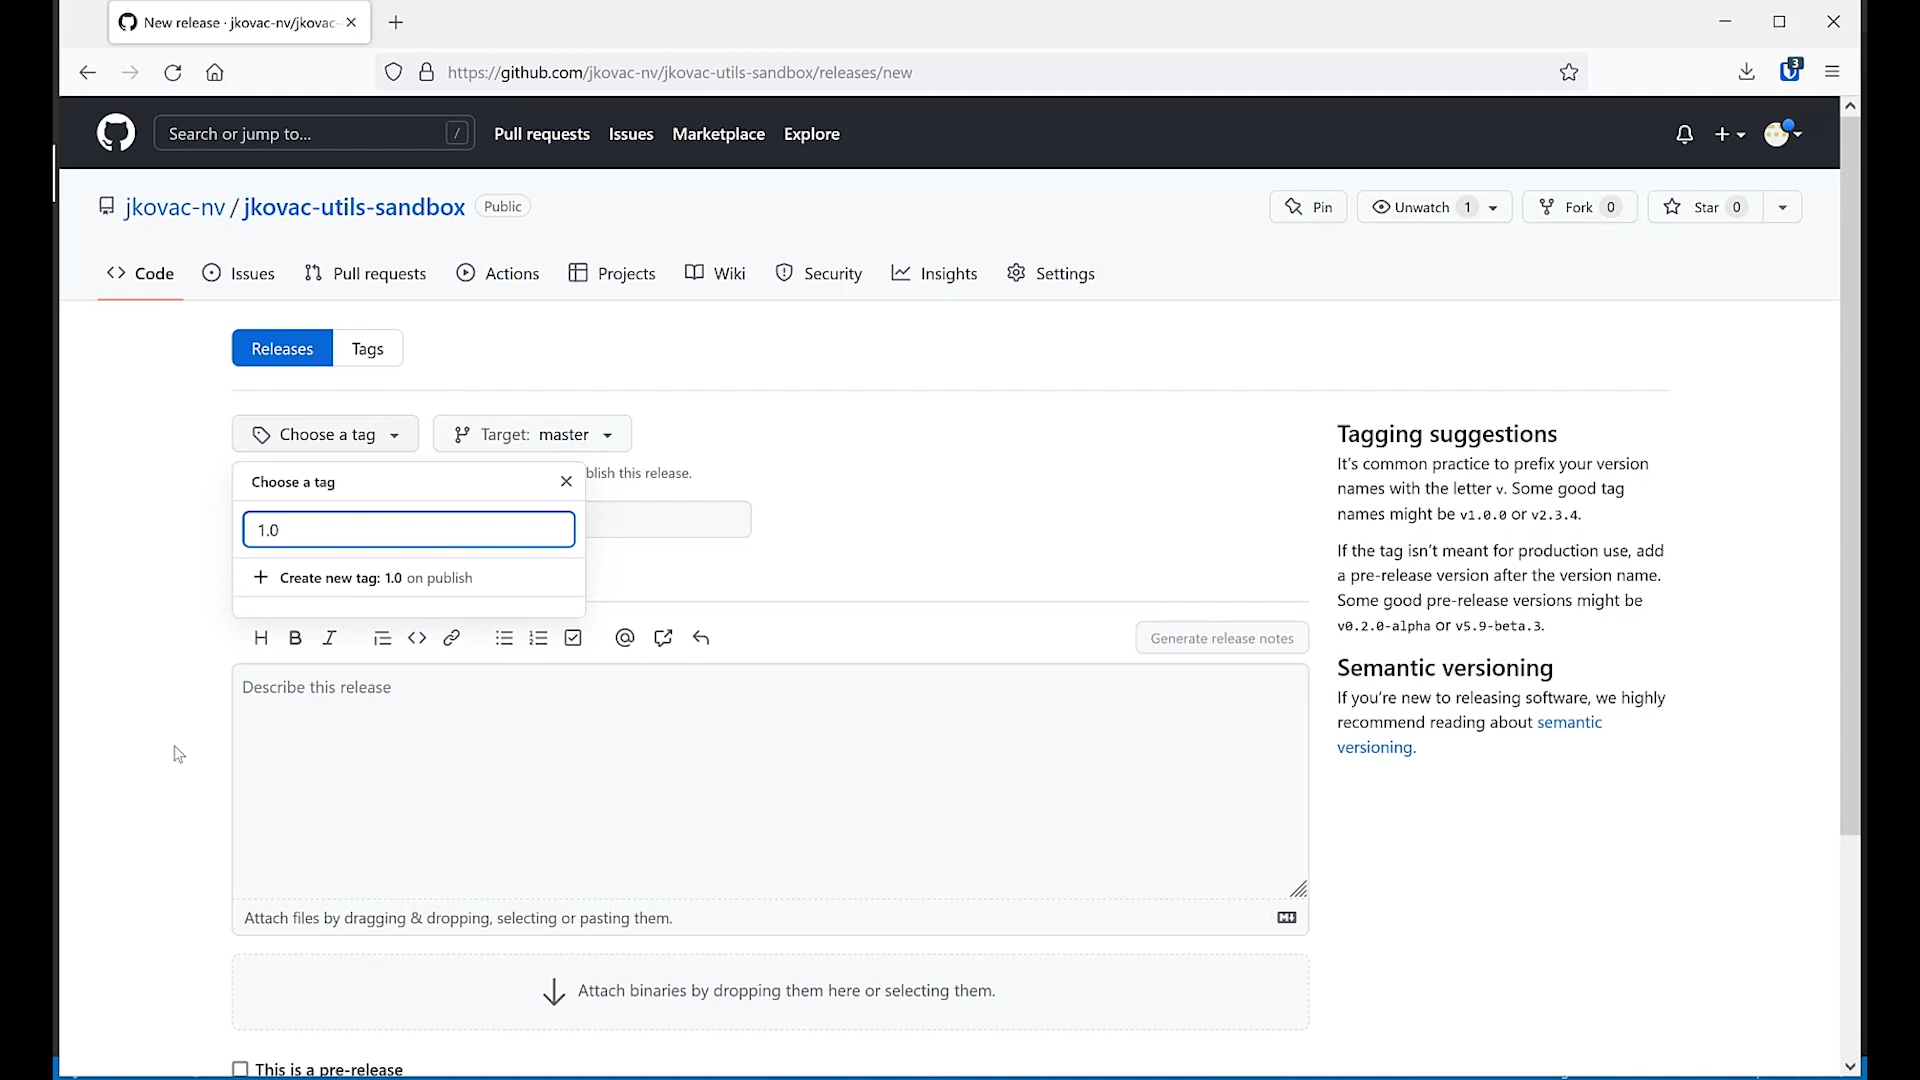 New release · jkovac-nv/jkovac-
https://github.com/jkovac-nv/jkovac-utils-sandbox/releases/new
3
Search or jump to...
/
Pull requests
Issues
Marketplace
Explore
jkovac-nv / jkovac-utils-sandbox
Public
Pin
Unwatch 1
Fork 0
Star 0
Code
Issues
Pull requests
Actions
Projects
Wiki
Security
Insights
Settings
Releases
Tags
Choose a tag
Target: master
Choose a tag
blish this release.
1.0
Create new tag: 1.0 on publish
H B I
Generate release notes
Describe this release
Attach files by dragging & dropping, selecting or pasting them.
Attach binaries by dropping them here or selecting them.
This is a pre-release
Tagging suggestions
It's common practice to prefix your version
names with the letter v. Some good tag
names might be v1.0.0 or v2.3.4.
If the tag isn't meant for production use, add
a pre-release version after the version name.
Some good pre-release versions might be
v0.2.0-alpha or v5.9-beta.3.
Semantic versioning
If you're new to releasing software, we highly
recommend reading about semantic
versioning.